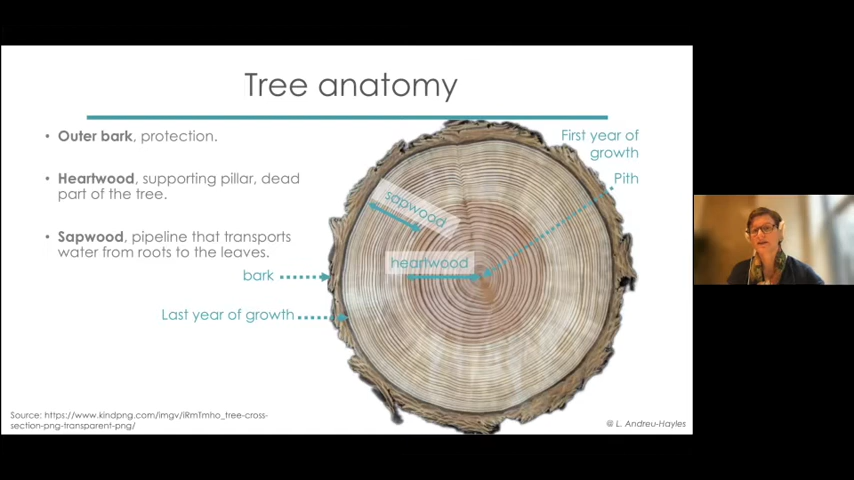 Tree anatomy
• Outer bark, protection.
• Heartwood, supporting pillar, dead
part of the tree.
• Sapwood, pipeline that transports
water from roots to the leaves.
First year of
growth
Pith
sapwood
heartwood
bark
Last year of growth
Source: https://www.kindpng.com/imgv/iRmTmho_tree-cross-
section-png-transparent-png/
@ L. Andreu-Hayles